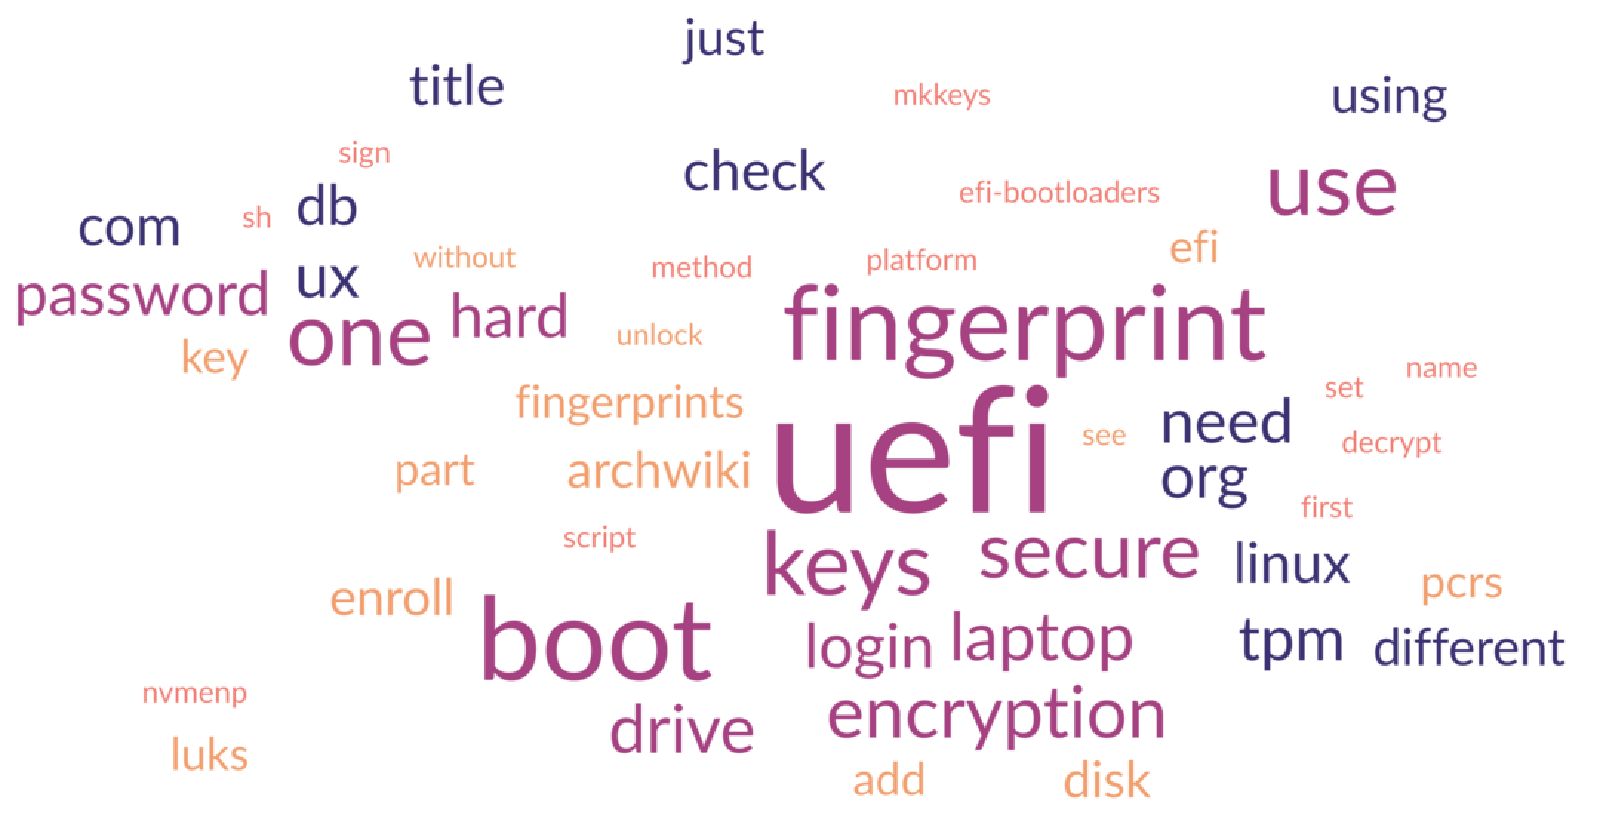 just
title
mkkeys
using
sign
check
use
efi-bootloaders
db
sh
com
efi
without
method
platform
ux
password
hard
fingerprint
one
unlock
key
name
set
fingerprints
need
see
decrypt
uefi
part
archwiki
org
first
script
keys
secure
linux
pcrs
enroll
boot
login
laptop
tpm
different
nvmenp
drive
encryption
luks
add
disk